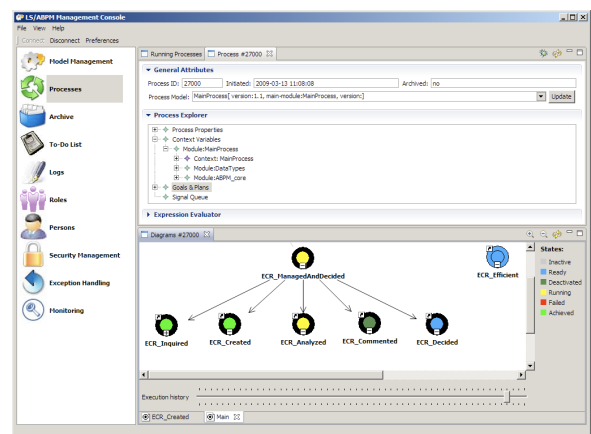 LS/ABPM Management Console
File View Help
Connect Disconnect Preferences
Model Management
Processes
Archive
To-Do List
Logs
Roles
Persons
Security Management
Exception Handling
Monitoring
Running Processes Process #27000
General Attributes
Process ID: 27000 Initiated: 2009-03-13 11:08:08 Archived: no
Process Model: MainProcess[ version:1.1, main-module:MainProcess, version:] Update
Process Explorer
Process Properties
Context Variables
Module:MainProcess
Context: MainProcess
Module:DataTypes
Module:ABPM_core
Goals & Plans
Signal Queue
Expression Evaluator
Diagrams #27000
ECR_ManagedAndDecided
ECR_Efficient
ECR_Inquired
ECR_Created
ECR_Analyzed
ECR_Commented
ECR_Decided
States:
Inactive
Ready
Deactivated
Running
Failed
Achieved
Execution history
ECR_Created Main